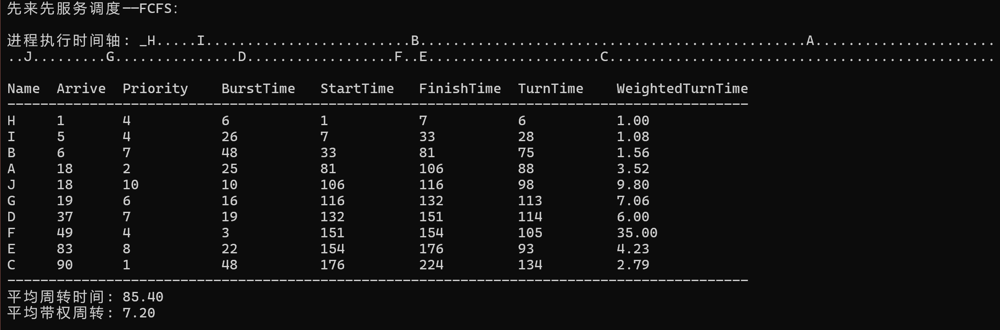 先来先服务调度——FCFS:
进程执行时间轴: _H.....I.........................B...............................................A......................
..J.........G...............D..................F..E.....................C...............................................
Name Arrive Priority BurstTime StartTime FinishTime TurnTime WeightedTurnTime
------------------------------------------------------------------------------------------
H 1 4 6 1 7 6 1.00
I 5 4 26 7 33 28 1.08
B 6 7 48 33 81 75 1.56
A 18 2 25 81 106 88 3.52
J 18 10 10 106 116 98 9.80
G 19 6 16 116 132 113 7.06
D 37 7 19 132 151 114 6.00
F 49 4 3 151 154 105 35.00
E 83 8 22 154 176 93 4.23
C 90 1 48 176 224 134 2.79
------------------------------------------------------------------------------------------
平均周转时间: 85.40
平均带权周转: 7.20